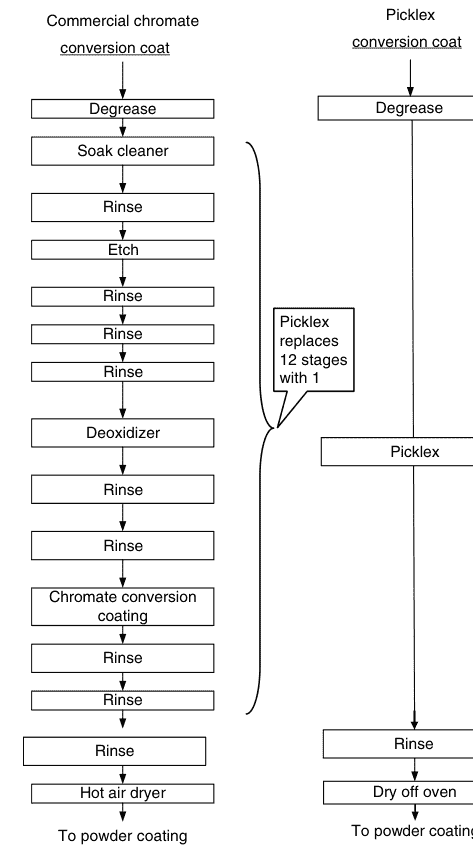 Commercial chromate
conversion coat
Degrease
Soak cleaner
Rinse
Etch
Rinse
Rinse
Rinse
Deoxidizer
Rinse
Rinse
Chromate conversion
coating
Rinse
Rinse
Rinse
Hot air dryer
To powder coating
Picklex
replaces
12 stages
with 1
Picklex
conversion coat
Degrease
Picklex
Rinse
Dry off oven
To powder coating